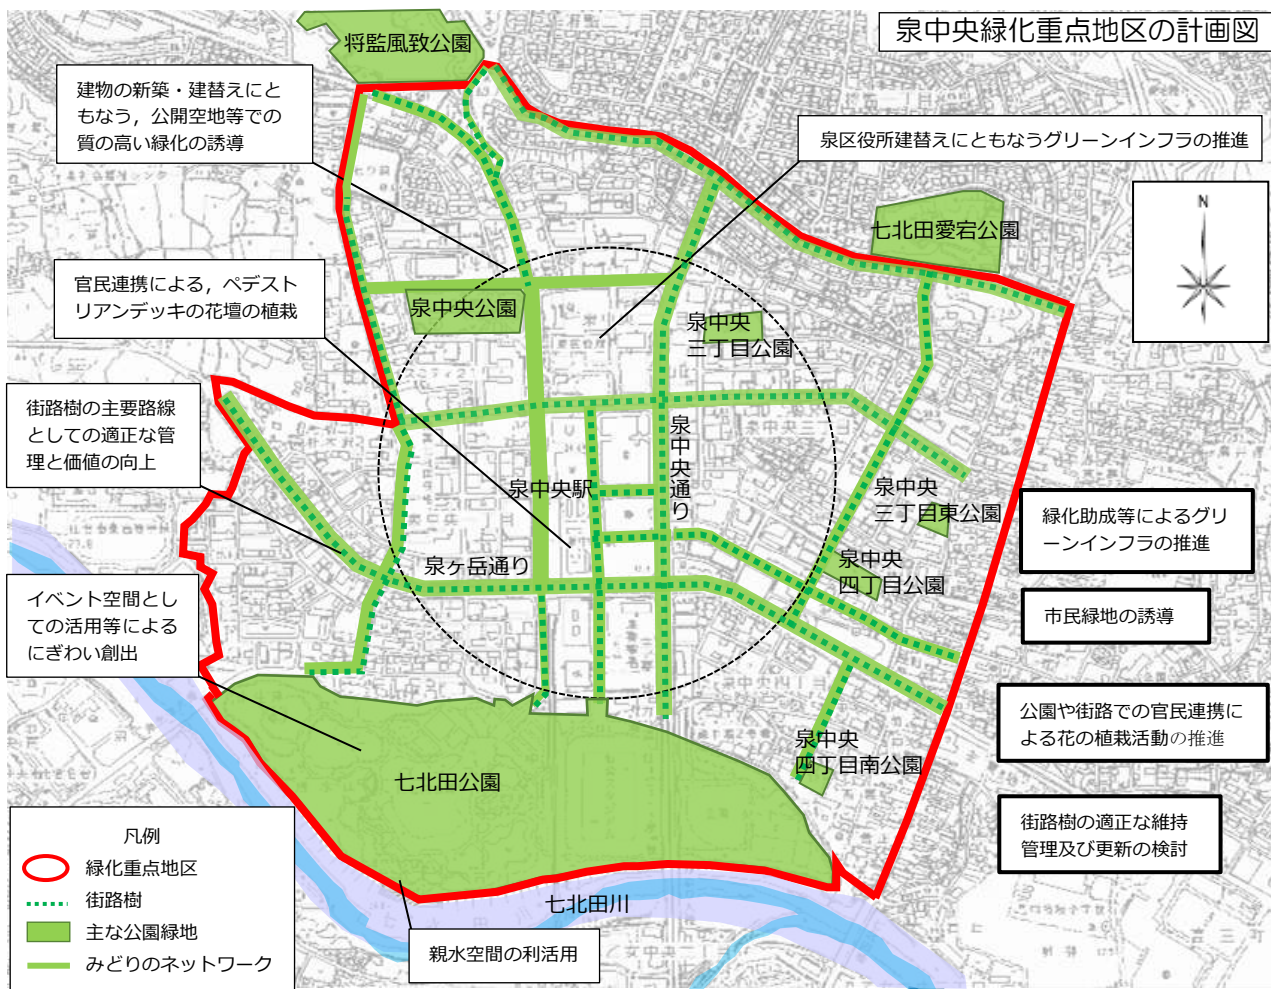 泉中央緑化重点地区の計画図
将監風致公園
建物の新築・建替えにと
もなう，公開空地等での
質の高い緑化の誘導
泉区役所建替えにともなうグリーンインフラの推進
N
七北田愛宕公園
官民連携による，ペデスト
リアンデッキの花壇の植栽
泉中央公園
泉中央
三丁目公園
街路樹の主要路線
としての適正な管
理と価値の向上
泉中央通り
泉中央駅
泉中央
三丁目東公園
緑化助成等によるグリ
ーンインフラの推進
泉ヶ岳通り
泉中央
四丁目公園
イベント空間とし
ての活用等による
にぎわい創出
市民緑地の誘導
公園や街路での官民連携に
よる花の植栽活動の推進
泉中央
四丁目南公園
七北田公園
街路樹の適正な維持
管理及び更新の検討
凡例
緑化重点地区
街路樹
主な公園緑地
みどりのネットワーク
七北田川
親水空間の利活用